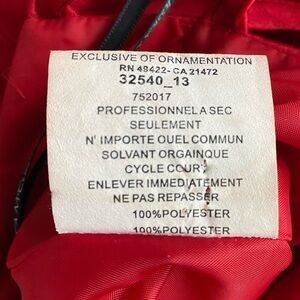 EXCLUSIVE OF ORNAMENTATION
RN 49422- CA 21472
32540_13
752017
PROFESSIONNELA SEC
SEULEMENT
N' IMPORTE OUEL COMMUN
SOLVANT ORGAINQUE
CYCLE COURT
ENLEVER IMMEDIATEMENT
NE PAS REPASSER
100%POLYESTER
100%POLYESTER